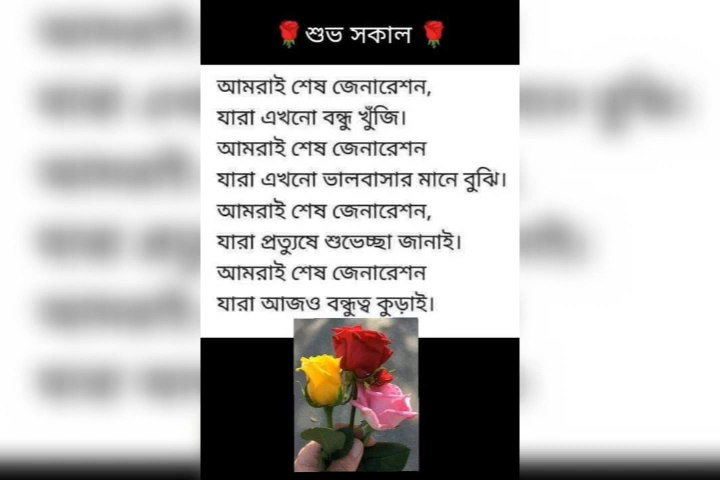 🌹 শুভ সকাল 🌹
আমরাই শেষ জেনারেশন,
যারা এখনো বন্ধু খুঁজি।
আমরাই শেষ জেনারেশন
যারা এখনো ভালবাসার মানে বুঝি।
আমরাই শেষ জেনারেশন,
যারা প্রত্যুষে শুভেচ্ছা জানাই।
আমরাই শেষ জেনারেশন
যারা আজও বন্ধুত্ব কুড়াই।